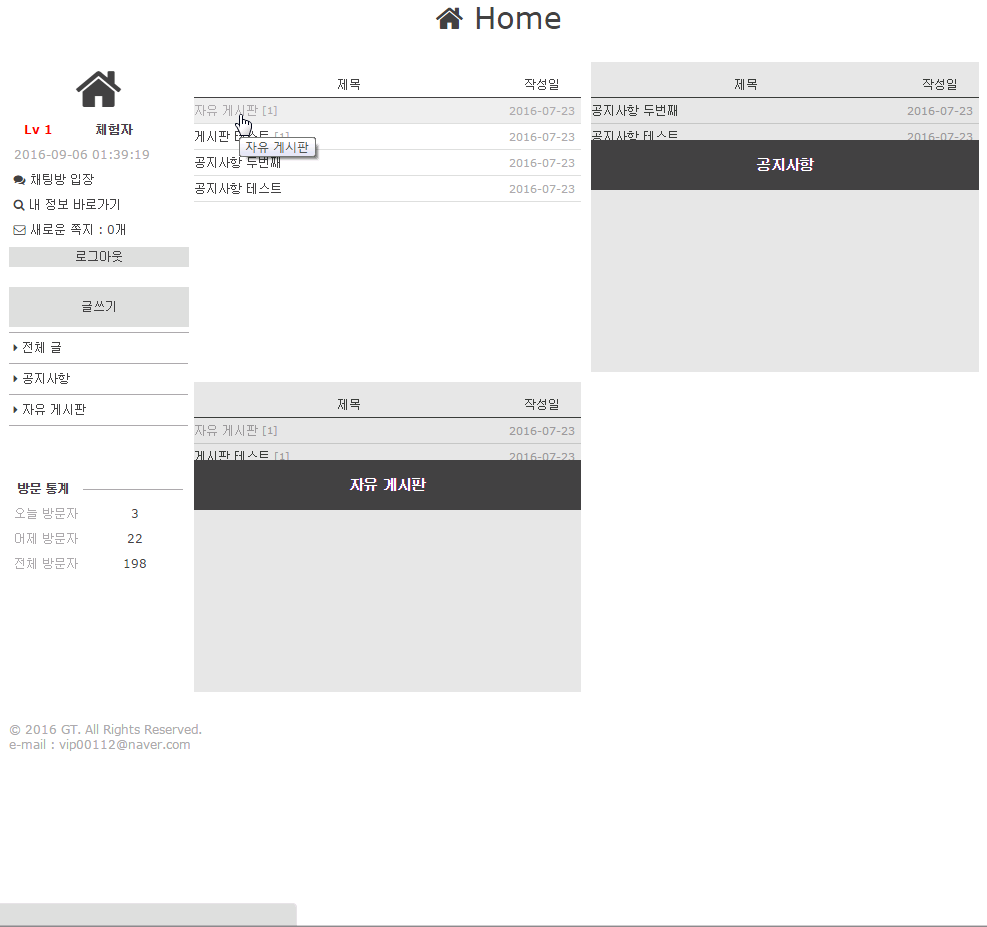 Home
Lv 1 체험자
2016-09-06 01:39:19
채팅방 입장
내 정보 바로가기
새로운 쪽지 : 0개
로그아웃
글쓰기
전체 글
공지사항
자유 게시판
방문 통계
오늘 방문자 3
어제 방문자 22
전체 방문자 198
제목 작성일
자유 게시판 [1] 2016-07-23
게시판 테스트 [1] 2016-07-23
자유 게시판
공지사항 두번째 2016-07-23
공지사항 테스트 2016-07-23
제목 작성일
공지사항 두번째 2016-07-23
공지사항 테스트 2016-07-23
공지사항
제목 작성일
자유 게시판 [1] 2016-07-23
게시판 테스트 [1] 2016-07-23
자유 게시판
© 2016 GT. All Rights Reserved.
e-mail : vip00112@naver.com